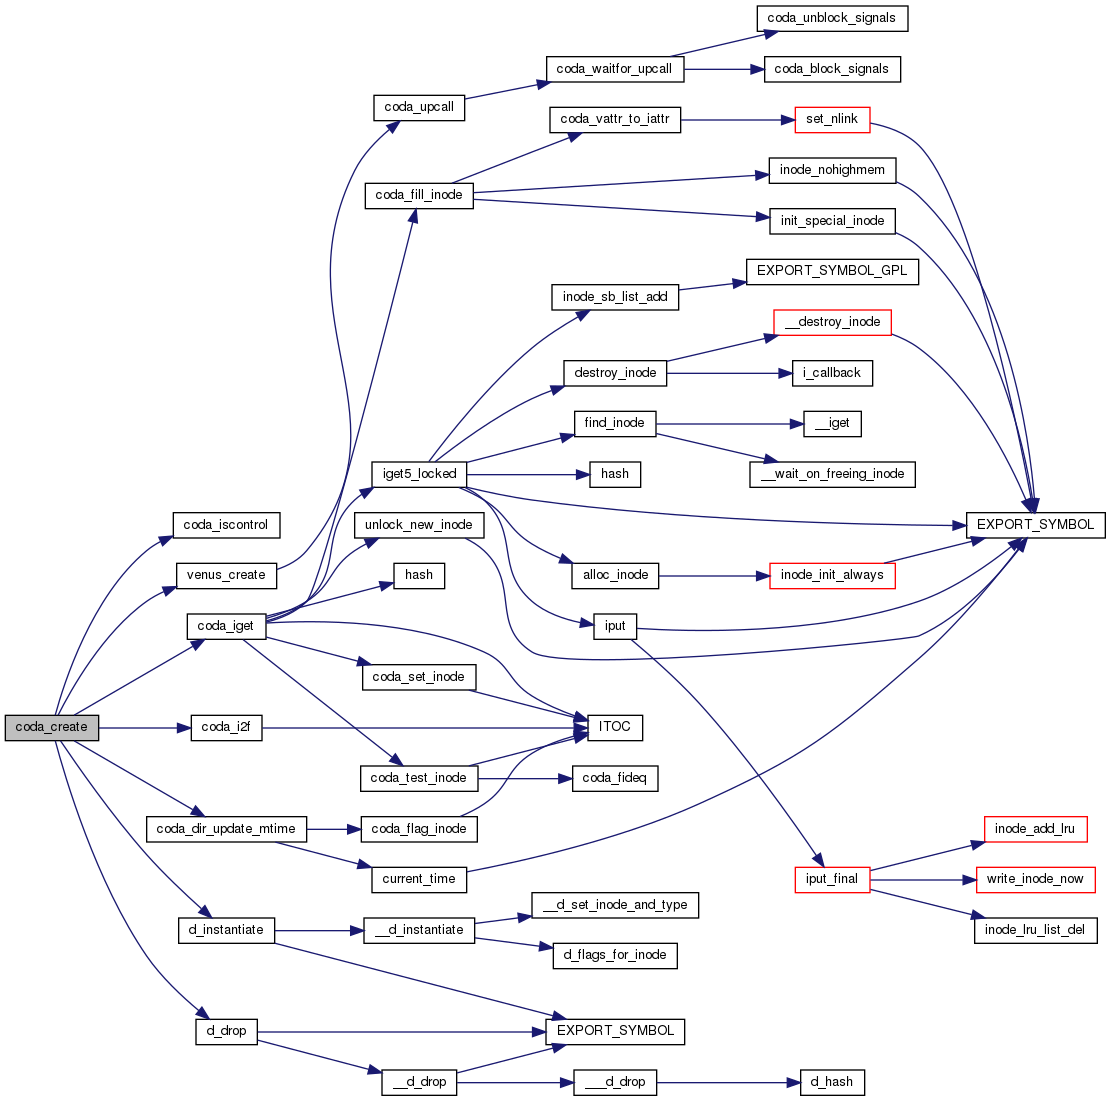 coda_unblock_signals
coda_waitfor_upcall
coda_block_signals
coda_upcall
coda_vattr_to_iattr
set_nlink
inode_nohighmem
coda_fill_inode
init_special_inode
EXPORT_SYMBOL_GPL
inode_sb_list_add
__destroy_inode
destroy_inode
i_callback
find_inode
__iget
iget5_locked
hash
__wait_on_freeing_inode
coda_iscontrol
unlock_new_inode
EXPORT_SYMBOL
venus_create
hash
alloc_inode
inode_init_always
coda_iget
iput
coda_set_inode
coda_create
coda_i2f
ITOC
coda_test_inode
coda_fideq
coda_dir_update_mtime
coda_flag_inode
inode_add_lru
current_time
iput_final
write_inode_now
__d_set_inode_and_type
d_instantiate
__d_instantiate
inode_lru_list_del
d_flags_for_inode
d_drop
EXPORT_SYMBOL
__d_drop
___d_drop
d_hash